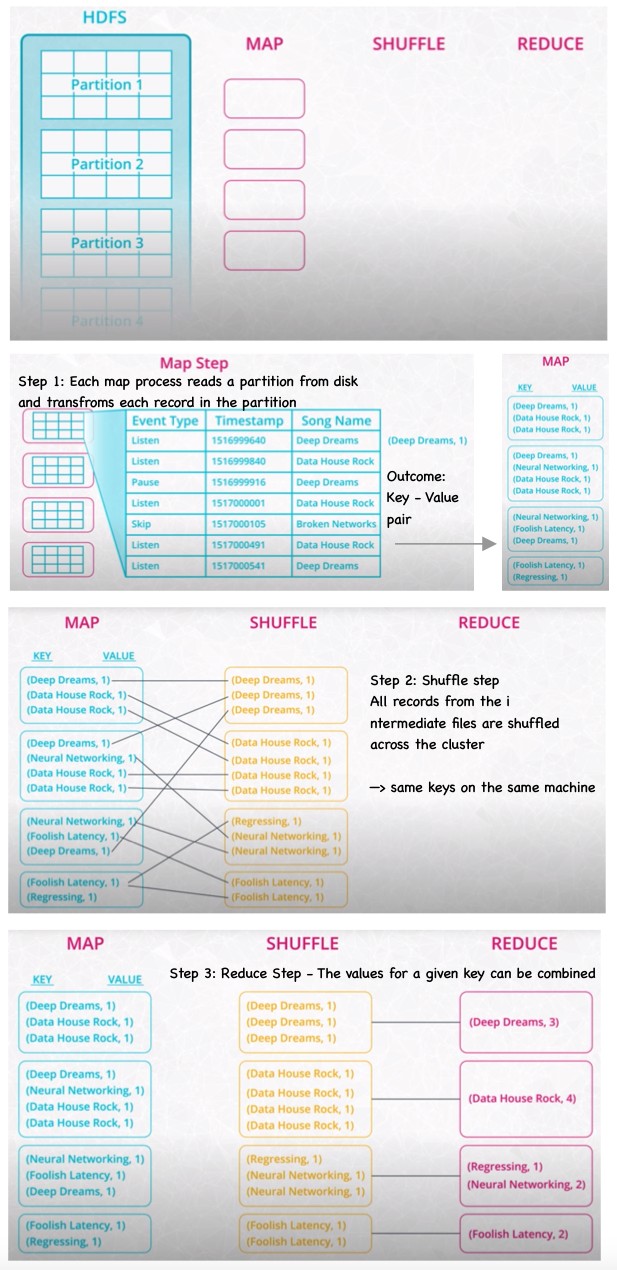 HDFS
MAP SHUFFLE REDUCE
Partition 1
Partition 2
Partition 3
Partition 4
Map Step
Step 1: Each map process reads a partition from disk
and transfroms each record in the partition
Event Type Timestamp Song Name
Listen 1516999640 Deep Dreams (Deep Dreams, 1)
Listen 1516999840 Data House Rock
Pause 1516999916 Deep Dreams
Listen 1517000001 Data House Rock
Skip 1517000105 Broken Networks
Listen 1517000491 Data House Rock
Listen 1517000541 Deep Dreams
Outcome:
Key - Value
pair
MAP
KEY VALUE
(Deep Dreams, 1)
(Data House Rock, 1)
(Data House Rock, 1)
(Deep Dreams, 1)
(Neural Networking, 1)
(Data House Rock, 1)
(Data House Rock, 1)
(Neural Networking, 1)
(Foolish Latency, 1)
(Deep Dreams, 1)
(Foolish Latency, 1)
(Regressing, 1)
MAP SHUFFLE REDUCE
KEY VALUE
(Deep Dreams, 1)
(Data House Rock, 1)
(Data House Rock, 1)
(Deep Dreams, 1)
(Neural Networking, 1)
(Data House Rock, 1)
(Data House Rock, 1)
(Neural Networking, 1)
(Foolish Latency, 1)
(Deep Dreams, 1)
(Foolish Latency, 1)
(Regressing, 1)
(Deep Dreams, 1)
(Deep Dreams, 1)
(Deep Dreams, 1)
(Data House Rock, 1)
(Data House Rock, 1)
(Data House Rock, 1)
(Data House Rock, 1)
(Regressing, 1)
(Neural Networking, 1)
(Neural Networking, 1)
(Foolish Latency, 1)
(Foolish Latency, 1)
Step 2: Shuffle step
All records from the i
ntermediate files are shuffled
across the cluster
—> same keys on the same machine
MAP SHUFFLE REDUCE
Step 3: Reduce Step - The values for a given key can be combined
KEY VALUE
(Deep Dreams, 1)
(Data House Rock, 1)
(Data House Rock, 1)
(Deep Dreams, 1)
(Neural Networking, 1)
(Data House Rock, 1)
(Data House Rock, 1)
(Neural Networking, 1)
(Foolish Latency, 1)
(Deep Dreams, 1)
(Foolish Latency, 1)
(Regressing, 1)
(Deep Dreams, 1)
(Deep Dreams, 1)
(Deep Dreams, 1)
(Data House Rock, 1)
(Data House Rock, 1)
(Data House Rock, 1)
(Data House Rock, 1)
(Regressing, 1)
(Neural Networking, 1)
(Neural Networking, 1)
(Foolish Latency, 1)
(Foolish Latency, 1)
(Deep Dreams, 3)
(Data House Rock, 4)
(Regressing, 1)
(Neural Networking, 2)
(Foolish Latency, 2)